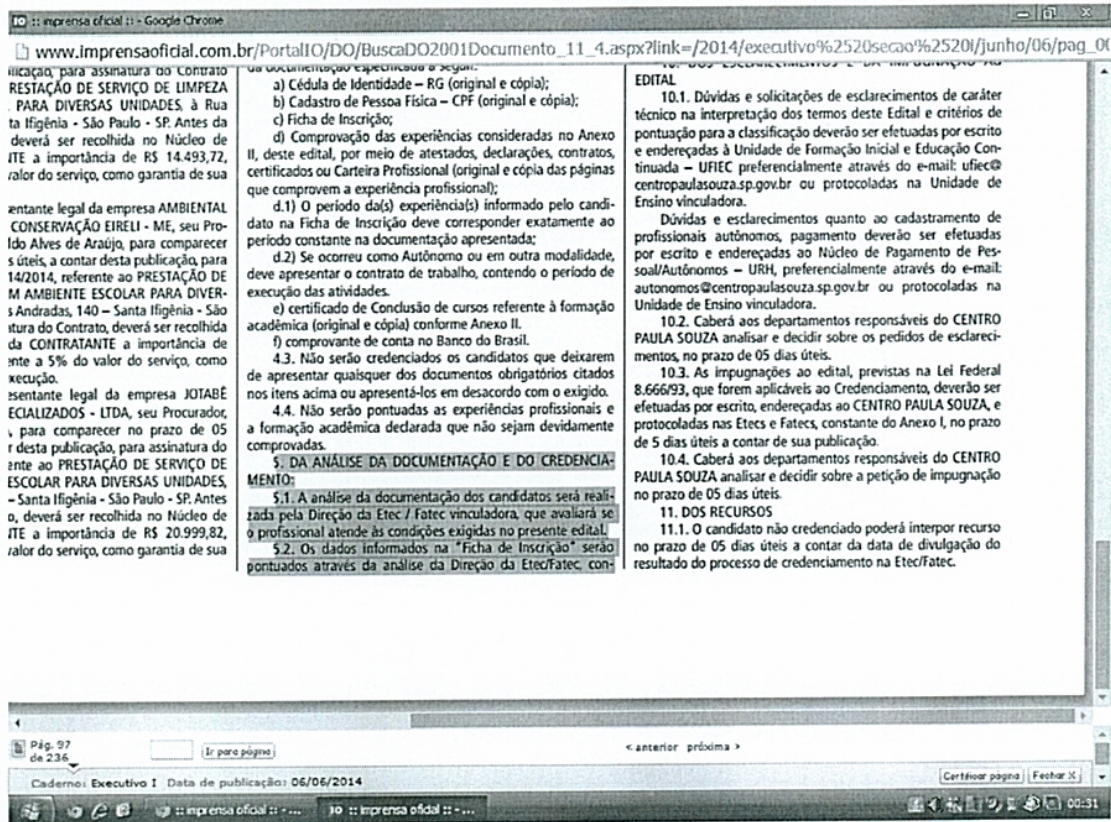 :: imprensa oficial :: - Google Chrome
www.imprensaoficial.com.br/PortalIO/DO/BuscaDO2001Documento_11_4.aspx?link=/2014/executivo%2520secao%2520i/junho/06/pag_00
para assinatura do Contrato
RESTAÇÃO DE SERVIÇO DE LIMPEZA
PARA DIVERSAS UNIDADES, à Rua
ta Ifigênia - São Paulo - SP. Antes da
deverá ser recolhida no Núcleo de
ITE a importância de R$ 14.493,72,
valor do serviço, como garantia de sua
entante legal da empresa AMBIENTAL
CONSERVAÇÃO EIRELI - ME, seu Pro-
ldo Alves de Araújo, para comparecer
s úteis, a contar desta publicação, para
14/2014, referente ao PRESTAÇÃO DE
M AMBIENTE ESCOLAR PARA DIVER-
s Andradas, 140 – Santa Ifigênia - São
tura do Contrato, deverá ser recolhida
da CONTRATANTE a importância de
ente a 5% do valor do serviço, como
xecução.
esentante legal da empresa JOTABÊ
ECIALIZADOS - LTDA, seu Procurador,
, para comparecer no prazo de 05
r desta publicação, para assinatura do
ente ao PRESTAÇÃO DE SERVIÇO DE
ESCOLAR PARA DIVERSAS UNIDADES,
– Santa Ifigênia - São Paulo - SP. Antes
o, deverá ser recolhida no Núcleo de
ITE a importância de R$ 20.999,82,
valor do serviço, como garantia de sua
da documentação especificada a seguir:
a) Cédula de Identidade – RG (original e cópia);
b) Cadastro de Pessoa Física – CPF (original e cópia);
c) Ficha de Inscrição;
d) Comprovação das experiências consideradas no Anexo
II, deste edital, por meio de atestados, declarações, contratos,
certificados ou Carteira Profissional (original e cópia das páginas
que comprovem a experiência profissional);
d.1) O período da(s) experiência(s) informado pelo candi-
dato na Ficha de Inscrição deve corresponder exatamente ao
período constante na documentação apresentada;
d.2) Se ocorreu como Autônomo ou em outra modalidade,
deve apresentar o contrato de trabalho, contendo o período de
execução das atividades.
e) certificado de Conclusão de cursos referente à formação
acadêmica (original e cópia) conforme Anexo II.
f) comprovante de conta no Banco do Brasil.
4.3. Não serão credenciados os candidatos que deixarem
de apresentar quaisquer dos documentos obrigatórios citados
nos itens acima ou apresentá-los em desacordo com o exigido.
4.4. Não serão pontuadas as experiências profissionais e
a formação acadêmica declarada que não sejam devidamente
comprovadas.
5. DA ANÁLISE DA DOCUMENTAÇÃO E DO CREDENCIA-
MENTO:
5.1. A análise da documentação dos candidatos será reali-
zada pela Direção da Etec / Fatec vinculadora, que avaliará se
o profissional atende às condições exigidas no presente edital.
5.2. Os dados informados na "Ficha de Inscrição" serão
pontuados através da análise da Direção da Etec/Fatec, con-
10. DOS ESCLARECIMENTOS E DA IMPUGNAÇÃO AO
EDITAL
10.1. Dúvidas e solicitações de esclarecimentos de caráter
técnico na interpretação dos termos deste Edital e critérios de
pontuação para a classificação deverão ser efetuadas por escrito
e endereçadas à Unidade de Formação Inicial e Educação Con-
tinuada – UFIEC preferencialmente através do e-mail: ufiec@
centropaulasouza.sp.gov.br ou protocoladas na Unidade de
Ensino vinculadora.
Dúvidas e esclarecimentos quanto ao cadastramento de
profissionais autônomos, pagamento deverão ser efetuadas
por escrito e endereçadas ao Núcleo de Pagamento de Pes-
soal/Autônomos – URH, preferencialmente através do e-mail:
autonomos@centropaulasouza.sp.gov.br ou protocoladas na
Unidade de Ensino vinculadora.
10.2. Caberá aos departamentos responsáveis do CENTRO
PAULA SOUZA analisar e decidir sobre os pedidos de esclareci-
mentos, no prazo de 05 dias úteis.
10.3. As impugnações ao edital, previstas na Lei Federal
8.666/93, que forem aplicáveis ao Credenciamento, deverão ser
efetuadas por escrito, endereçadas ao CENTRO PAULA SOUZA, e
protocoladas nas Etecs e Fatecs, constante do Anexo I, no prazo
de 5 dias úteis a contar de sua publicação.
10.4. Caberá aos departamentos responsáveis do CENTRO
PAULA SOUZA analisar e decidir sobre a petição de impugnação
no prazo de 05 dias úteis.
11. DOS RECURSOS
11.1. O candidato não credenciado poderá interpor recurso
no prazo de 05 dias úteis a contar da data de divulgação do
resultado do processo de credenciamento na Etec/Fatec.
Pág. 97
de 236
Ir para página
< anterior próxima >
Caderno: Executivo I Data de publicação: 06/06/2014
Certificar página Fechar X
:: imprensa oficial :: - ... IO :: imprensa oficial :: - ... 00:31